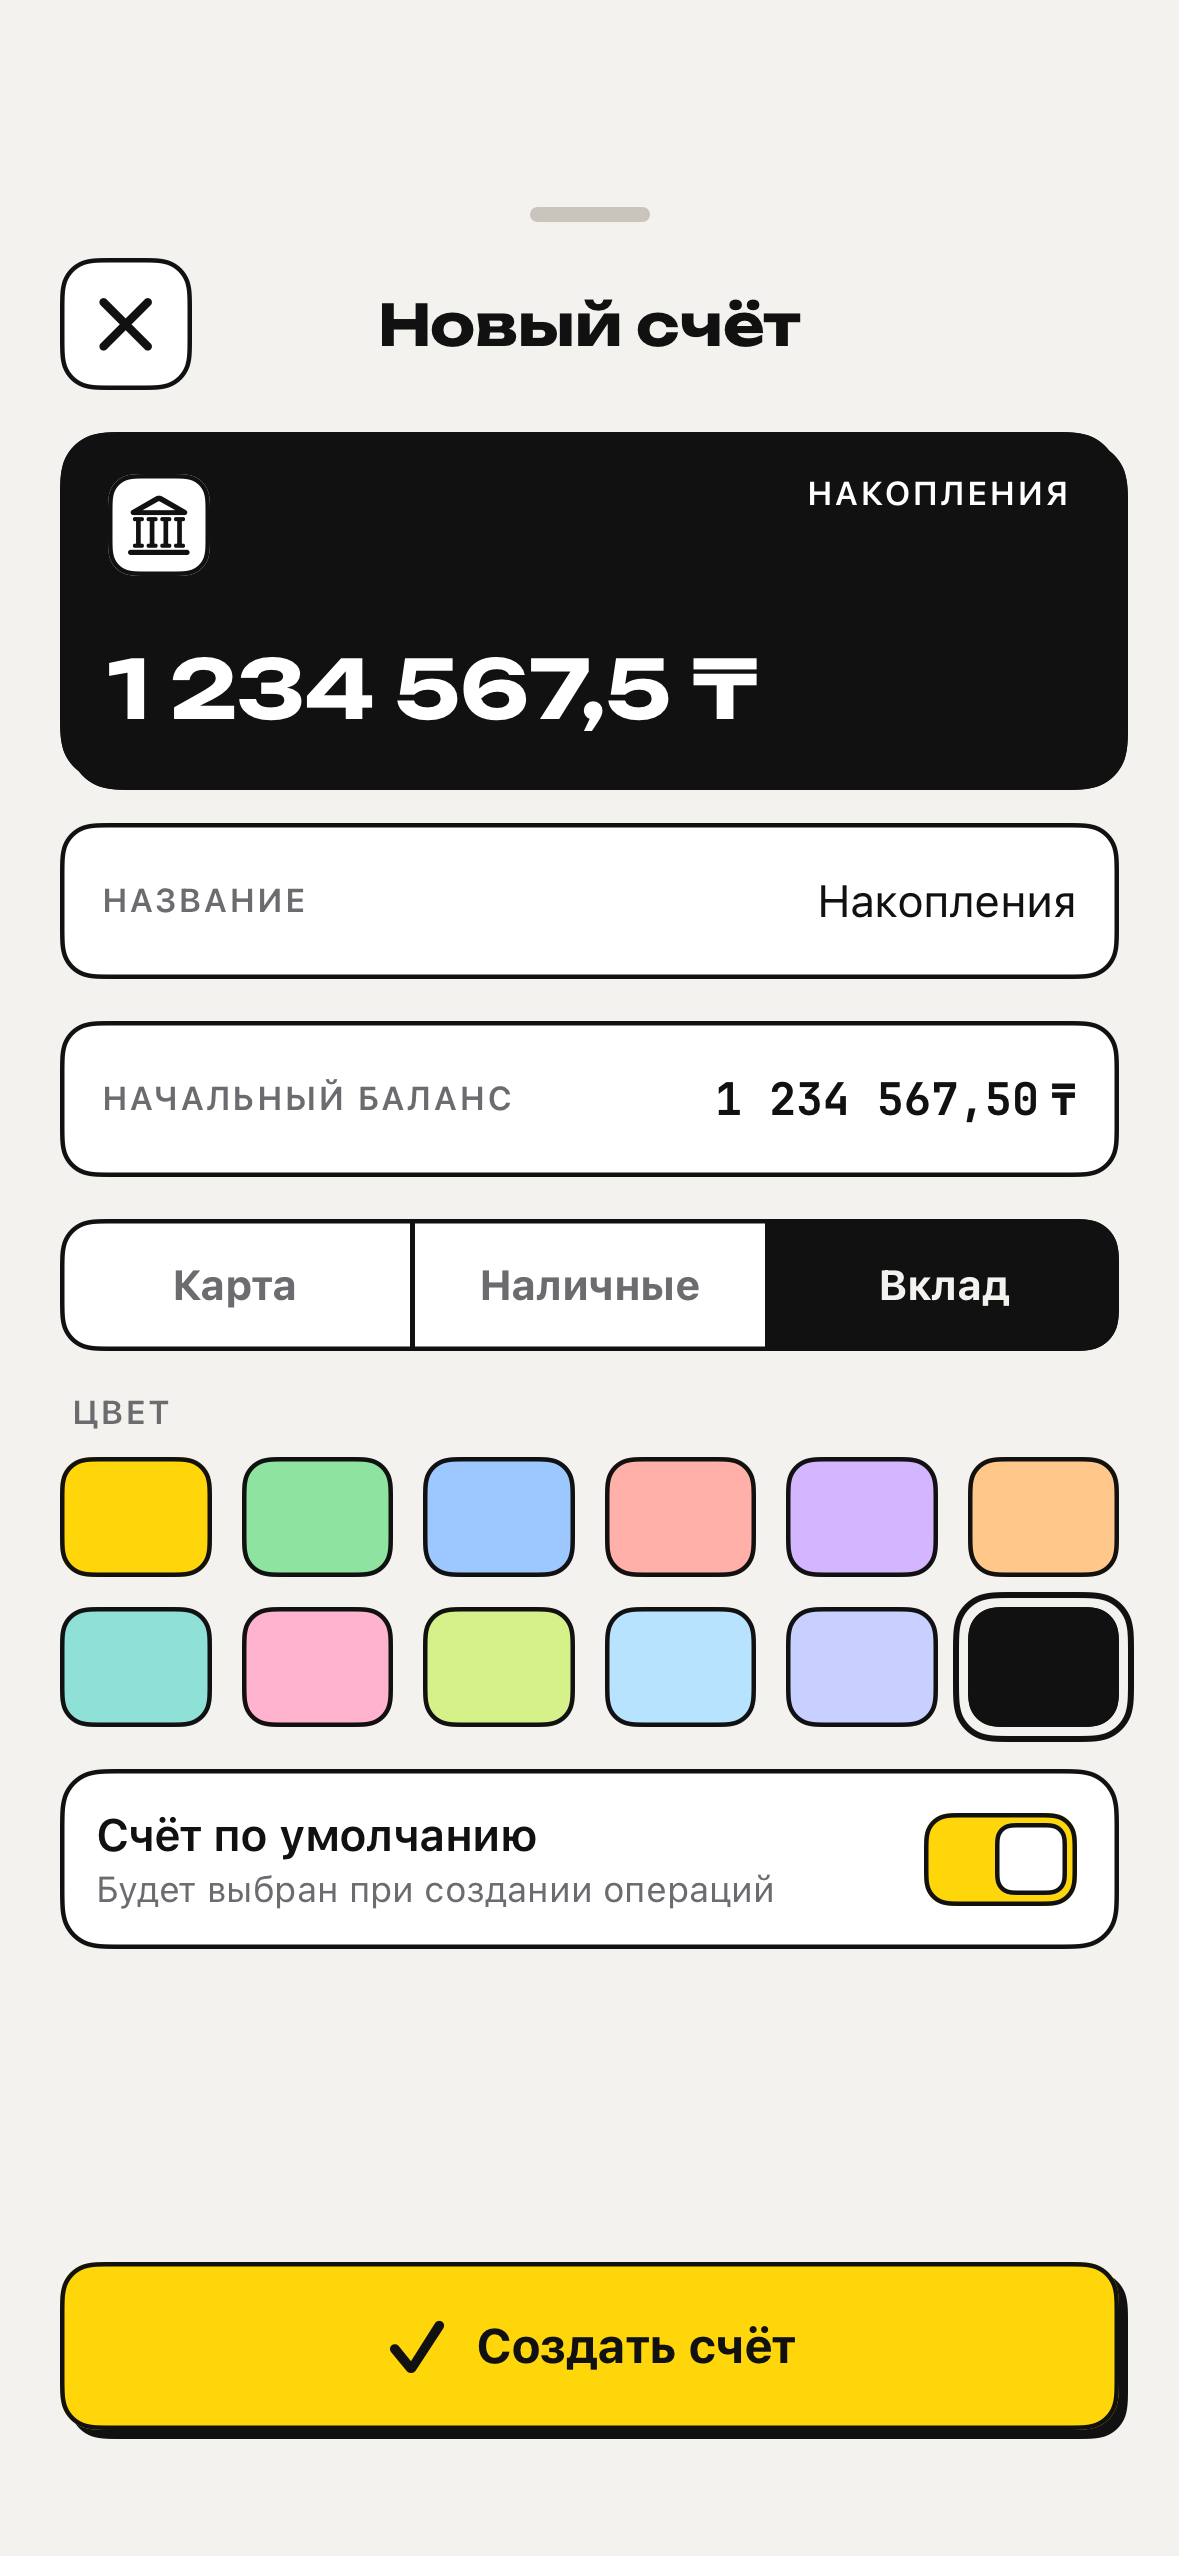 Новый счёт
НАКОПЛЕНИЯ
1 234 567,5 ₸
НАЗВАНИЕ
Накопления
НАЧАЛЬНЫЙ БАЛАНС
1 234 567,50 ₸
Карта
Наличные
Вклад
ЦВЕТ
Счёт по умолчанию
Будет выбран при создании операций
Создать счёт